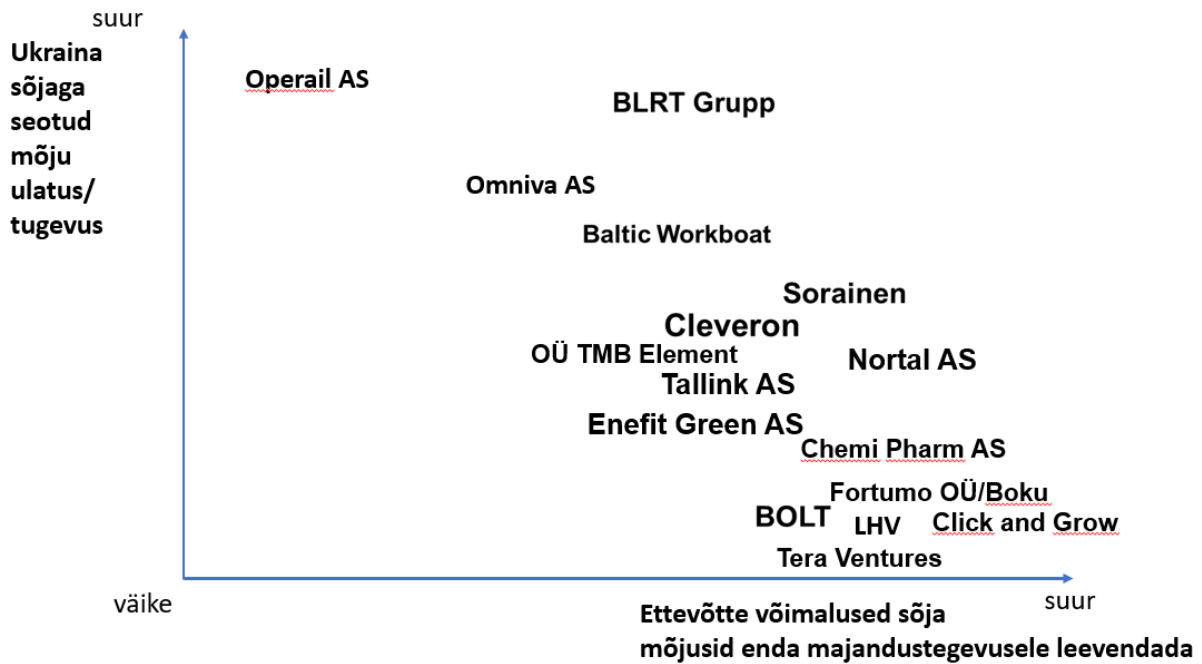 suur
Ukraina
sõjaga
seotud
mõju
ulatus/
tugevus
Operail AS
BLRT Grupp
Omniva AS
Baltic Workboat
Sorainen
Cleveron
OÜ TMB Element
Nortal AS
Tallink AS
Enefit Green AS
Chemi Pharm AS
Fortumo OÜ/Boku
BOLT
LHV
Click and Grow
Tera Ventures
väike
suur
Ettevõtte võimalused sõja
mõjusid enda majandustegevusele leevendada